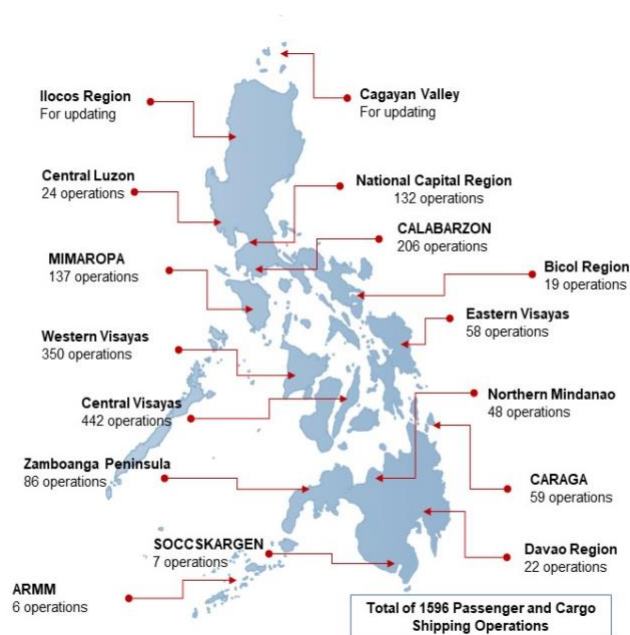 Ilocos Region
For updating
Cagayan Valley
For updating
Central Luzon
24 operations
National Capital Region
132 operations
CALABARZON
206 operations
MIMAROPA
137 operations
Bicol Region
19 operations
Eastern Visayas
58 operations
Western Visayas
350 operations
Central Visayas
442 operations
Northern Mindanao
48 operations
Zamboanga Peninsula
86 operations
CARAGA
59 operations
SOCCSKARGEN
7 operations
Davao Region
22 operations
ARMM
6 operations
Total of 1596 Passenger and Cargo
Shipping Operations